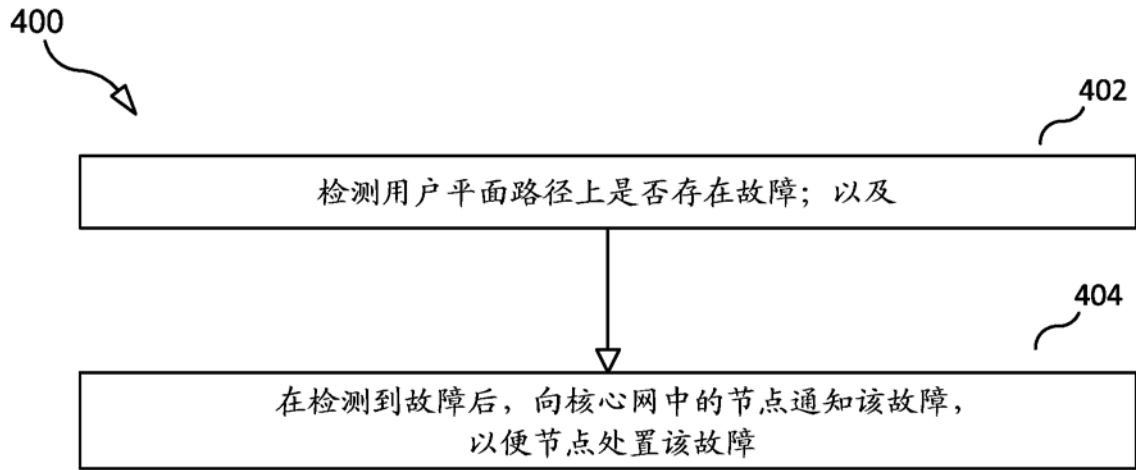 400
402
检测用户平面路径上是否存在故障；以及
404
在检测到故障后，向核心网中的节点通知该故障，
以便节点处置该故障